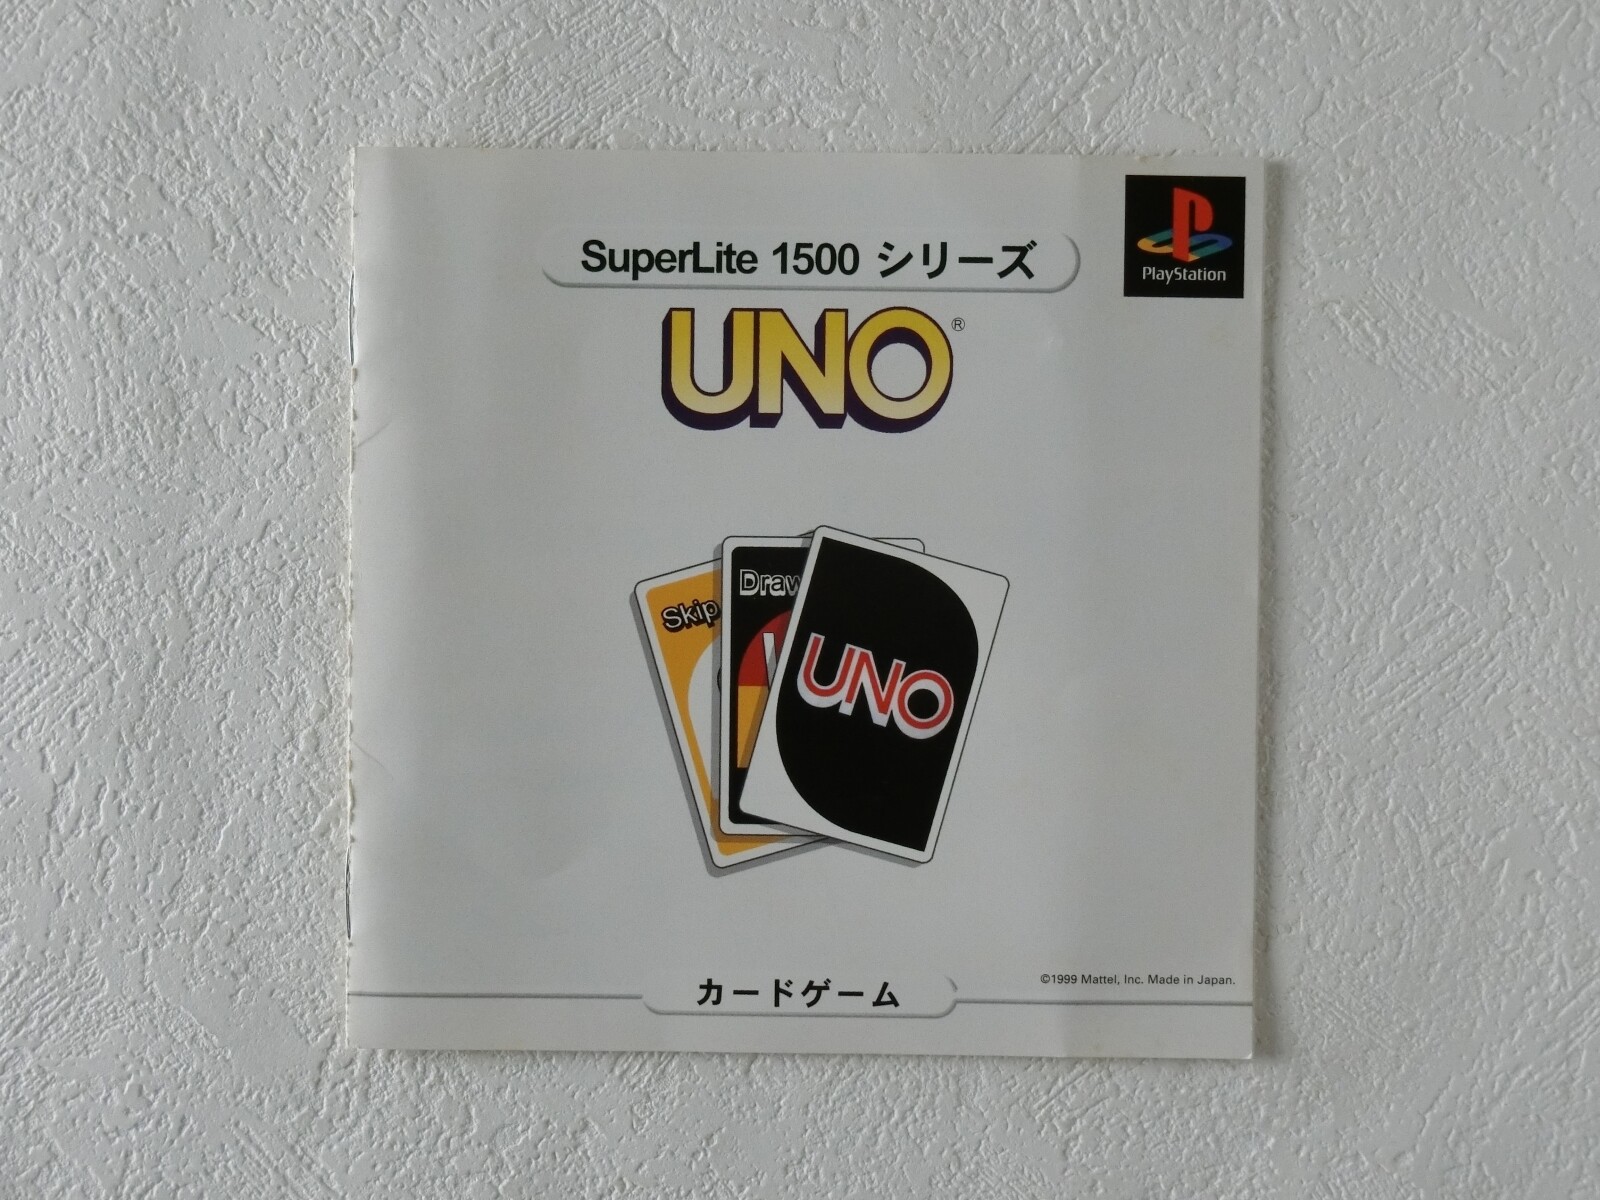 PlayStation
SuperLite 1500 シリーズ
UNO®
Skip
Draw
UNO
©1999 Mattel, Inc. Made in Japan.
カードゲーム